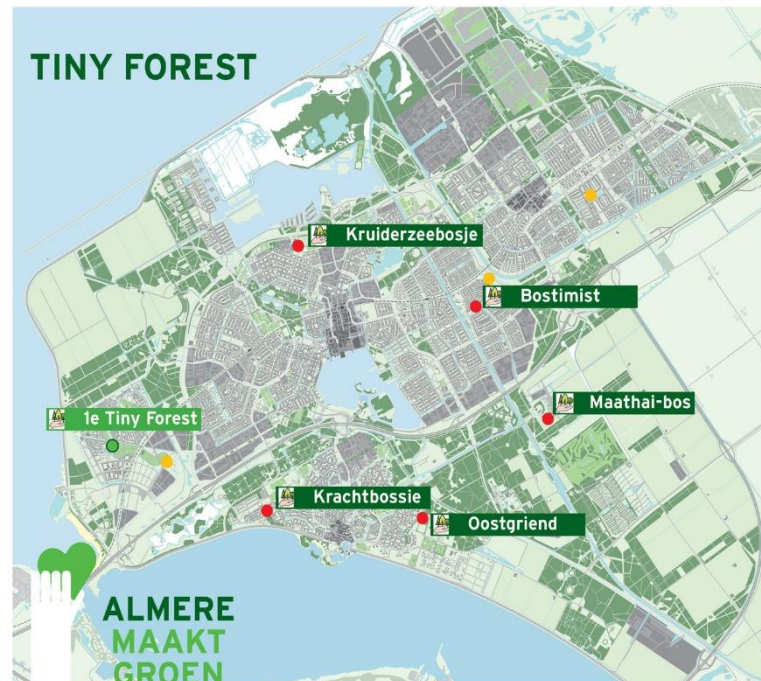 TINY FOREST
Kruiderzeebosje
Bostimist
Maathai-bos
1e Tiny Forest
Krachtbossie
Oostgriend
ALMERE
MAAKT
GROEN